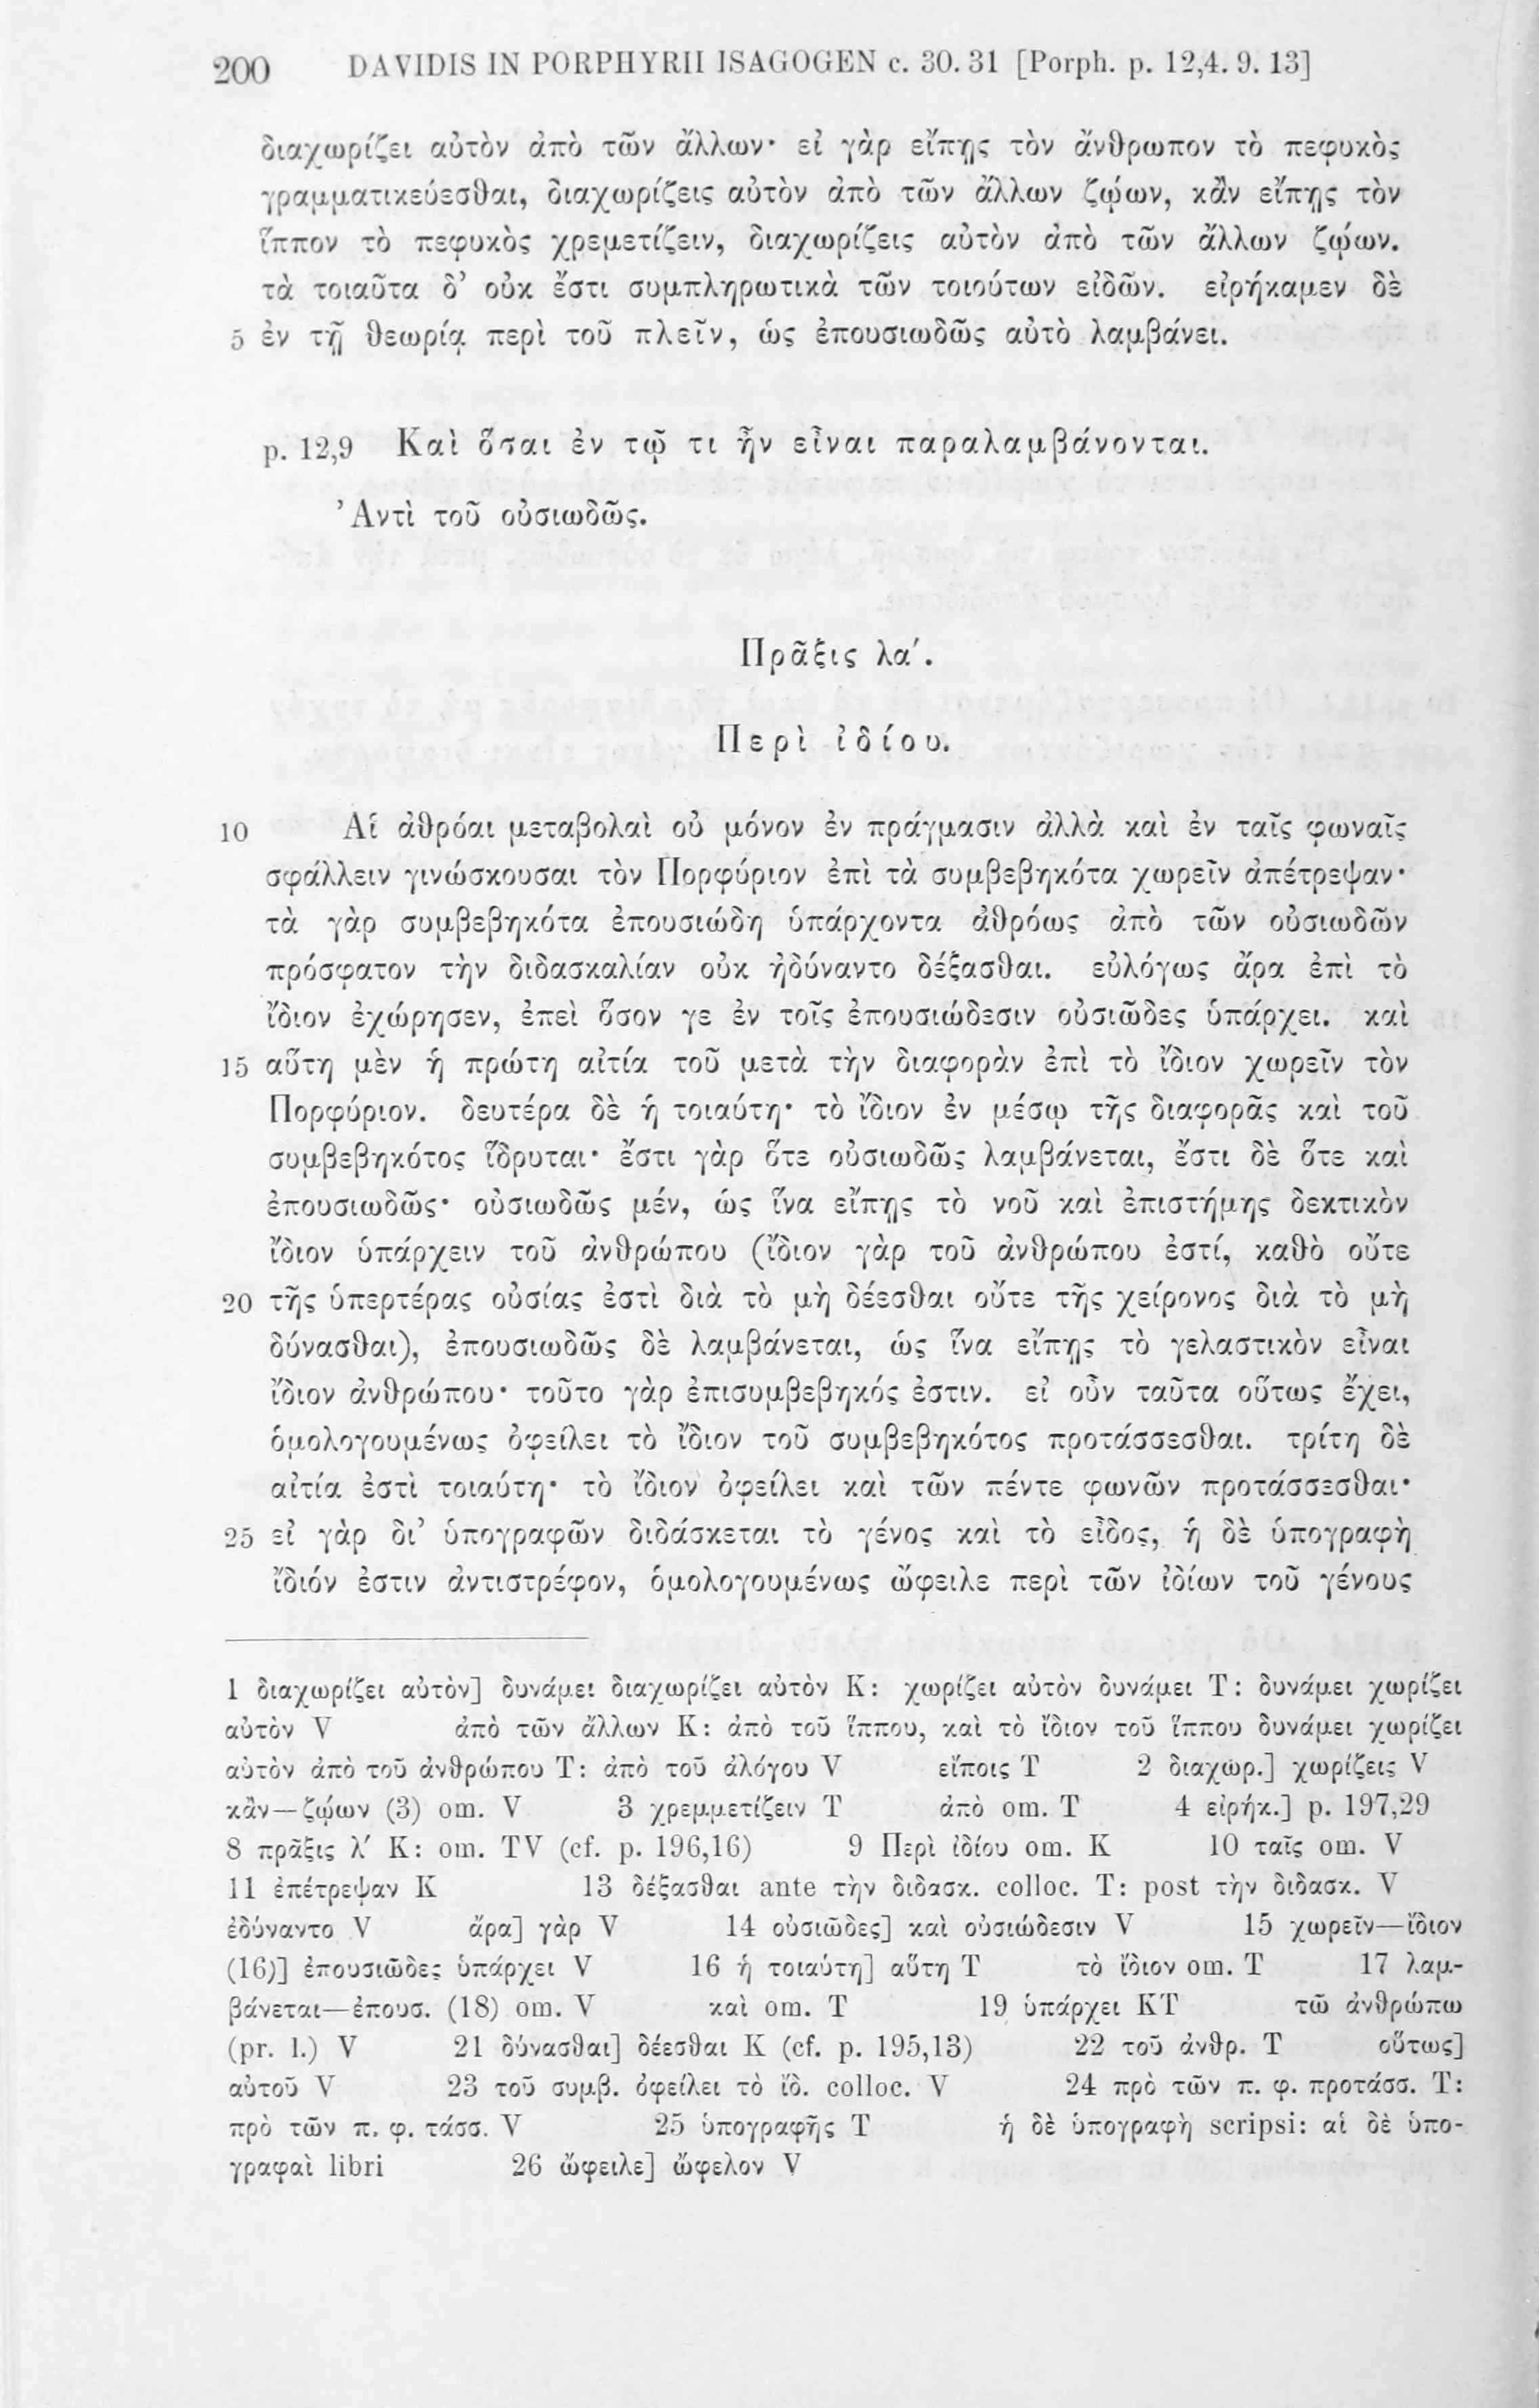 200 DAVIDIS IN PORPHYRII ISAGOGEN c. 30. 31 [Porph. p. 12,4. 9. 13]
διαχωρίζει αὐτὸν ἀπὸ τῶν ἄλλων· εἰ γὰρ εἴπῃς τὸν ἄνθρωπον τὸ πεφυκὸς
γραμματικεύεσθαι, διαχωρίζεις αὐτὸν ἀπὸ τῶν ἄλλων ζῴων, κἂν εἴπῃς τὸν
ἵππον τὸ πεφυκὸς χρεμετίζειν, διαχωρίζεις αὐτὸν ἀπὸ τῶν ἄλλων ζῴων.
τὰ τοιαῦτα δ’ οὐκ ἔστι συμπληρωτικὰ τῶν τοιούτων εἰδῶν. εἰρήκαμεν δὲ
5 ἐν τῇ θεωρίᾳ περὶ τοῦ πλεῖν, ὡς ἐπουσιωδῶς αὐτὸ λαμβάνει.
p. 12,9 Καὶ ὅσαι ἐν τῷ τι ἦν εἶναι παραλαμβάνονται.
Ἀντὶ τοῦ οὐσιωδῶς.
Πρᾶξις λα′.
Περὶ ἰδίου.
10 Αἱ ἀθρόαι μεταβολαὶ οὐ μόνον ἐν πράγμασιν ἀλλὰ καὶ ἐν ταῖς φωναῖς
σφάλλειν γινώσκουσαι τὸν Πορφύριον ἐπὶ τὰ συμβεβηκότα χωρεῖν ἀπέτρεψαν·
τὰ γὰρ συμβεβηκότα ἐπουσιώδη ὑπάρχοντα ἀθρόως ἀπὸ τῶν οὐσιωδῶν
πρόσφατον τὴν διδασκαλίαν οὐκ ἠδύναντο δέξασθαι. εὐλόγως ἄρα ἐπὶ τὸ
ἴδιον ἐχώρησεν, ἐπεὶ ὅσον γε ἐν τοῖς ἐπουσιώδεσιν οὐσιῶδες ὑπάρχει. καὶ
15 αὕτη μὲν ἡ πρώτη αἰτία τοῦ μετὰ τὴν διαφορὰν ἐπὶ τὸ ἴδιον χωρεῖν τὸν
Πορφύριον. δευτέρα δὲ ἡ τοιαύτη· τὸ ἴδιον ἐν μέσῳ τῆς διαφορᾶς καὶ τοῦ
συμβεβηκότος ἵδρυται· ἔστι γὰρ ὅτε οὐσιωδῶς λαμβάνεται, ἔστι δὲ ὅτε καὶ
ἐπουσιωδῶς· οὐσιωδῶς μέν, ὡς ἵνα εἴπῃς τὸ νοῦ καὶ ἐπιστήμης δεκτικὸν
ἴδιον ὑπάρχειν τοῦ ἀνθρώπου (ἴδιον γὰρ τοῦ ἀνθρώπου ἐστί, καθὸ οὔτε
20 τῆς ὑπερτέρας οὐσίας ἐστὶ διὰ τὸ μὴ δέεσθαι οὔτε τῆς χείρονος διὰ τὸ μὴ
δύνασθαι), ἐπουσιωδῶς δὲ λαμβάνεται, ὡς ἵνα εἴπῃς τὸ γελαστικὸν εἶναι
ἴδιον ἀνθρώπου· τοῦτο γὰρ ἐπισυμβεβηκός ἐστιν. εἰ οὖν ταῦτα οὕτως ἔχει,
ὁμολογουμένως ὀφείλει τὸ ἴδιον τοῦ συμβεβηκότος προτάσσεσθαι. τρίτη δὲ
αἰτία ἐστὶ τοιαύτη· τὸ ἴδιον ὀφείλει καὶ τῶν πέντε φωνῶν προτάσσεσθαι·
25 εἰ γὰρ δι’ ὑπογραφῶν διδάσκεται τὸ γένος καὶ τὸ εἶδος, ἡ δὲ ὑπογραφὴ
ἴδιόν ἐστιν ἀντιστρέφον, ὁμολογουμένως ὤφειλε περὶ τῶν ἰδίων τοῦ γένους
1 διαχωρίζει αὐτὸν] δυνάμει διαχωρίζει αὐτὸν K: χωρίζει αὐτὸν δυνάμει T: δυνάμει χωρίζει
αὐτὸν V ἀπὸ τῶν ἄλλων K: ἀπὸ τοῦ ἵππου, καὶ τὸ ἴδιον τοῦ ἵππου δυνάμει χωρίζει
αὐτὸν ἀπὸ τοῦ ἀνθρώπου T: ἀπὸ τοῦ ἀλόγου V εἴποις T 2 διαχωρ.] χωρίζεις V
κἂν—ζῴων (3) om. V 3 χρεμμετίζειν T ἀπὸ om. T 4 εἰρήκ.] p. 197,29
8 πρᾶξις λ′ K: om. TV (cf. p. 196,16) 9 Περὶ ἰδίου om. K 10 ταῖς om. V
11 ἐπέτρεψαν K 13 δέξασθαι ante τὴν διδασκ. colloc. T: post τὴν διδασκ. V
ἐδύναντο V ἄρα] γὰρ V 14 οὐσιῶδες] καὶ οὐσιώδεσιν V 15 χωρεῖν—ἴδιον
(16)] ἐπουσιῶδες ὑπάρχει V 16 ἡ τοιαύτη] αὕτη T τὸ ἴδιον om. T 17 λαμ-
βάνεται—ἐπουσ. (18) om. V καὶ om. T 19 ὑπάρχει KT τῶ ἀνθρώπω
(pr. l.) V 21 δύνασθαι] δέεσθαι K (cf. p. 195,13) 22 τοῦ ἀνθρ. T οὕτως]
αὐτοῦ V 23 τοῦ συμβ. ὀφείλει τὸ ἴδ. colloc. V 24 πρὸ τῶν π. φ. προτάσσ. T:
πρὸ τῶν π. φ. τάσσ. V 25 ὑπογραφῆς T ἡ δὲ ὑπογραφὴ scripsi: αἱ δὲ ὑπο-
γραφαὶ libri 26 ὤφειλε] ὤφελον V